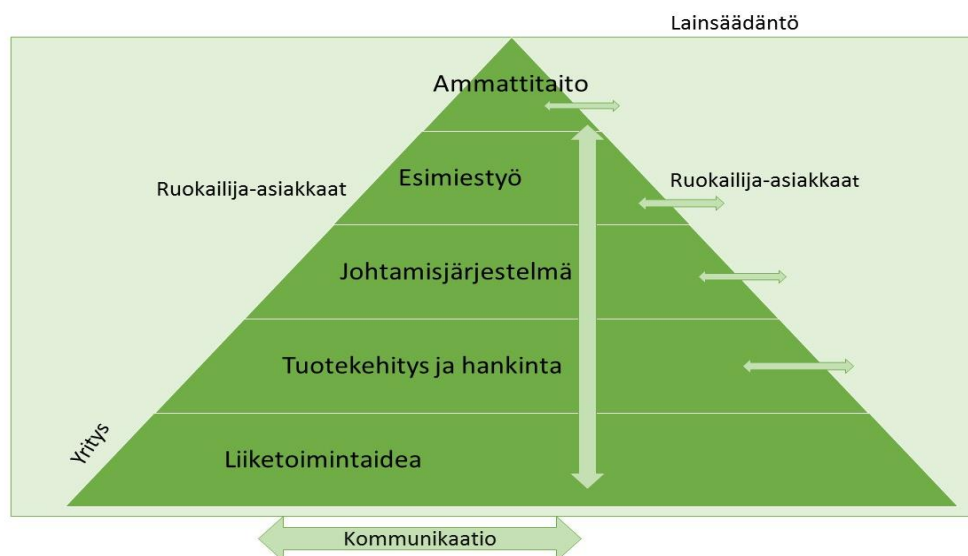 Lainsäädäntö
Ammattitaito
Esimiestyö
Ruokailija-asiakkaat
Ruokailija-asiakkaat
Johtamisjärjestelmä
Tuotekehitys ja hankinta
Yritys
Liiketoimintaidea
Kommunikaatio